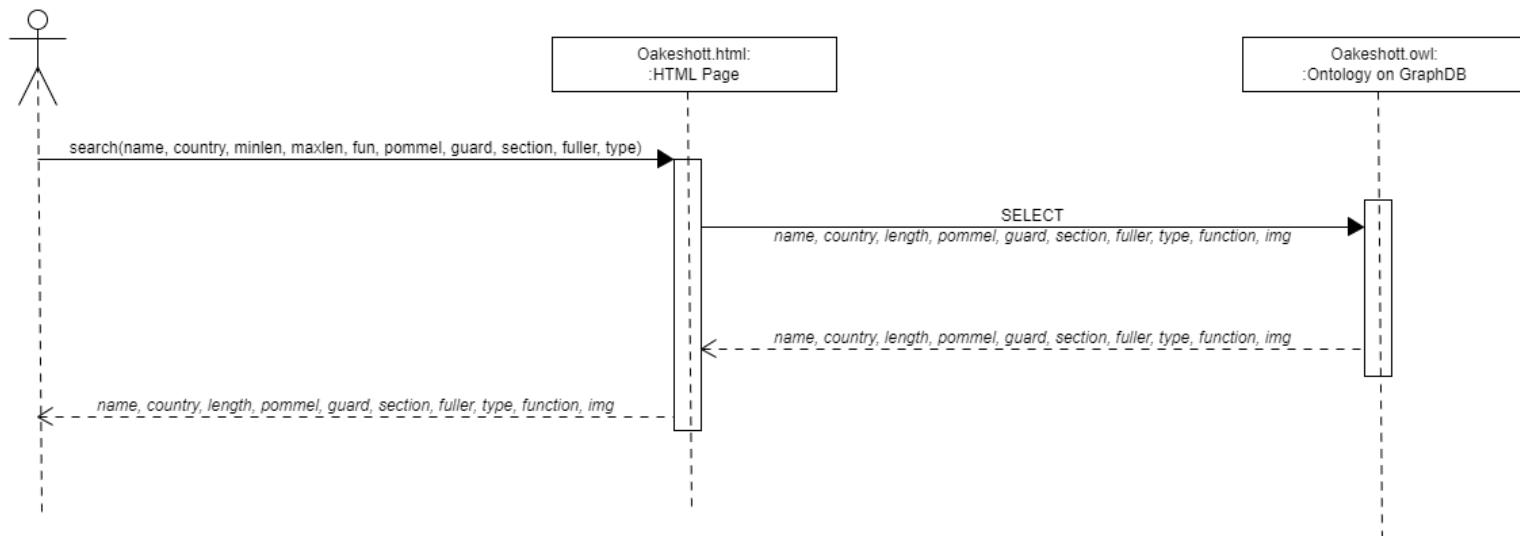 Oakeshott.html:
:HTML Page
Oakeshott.owl:
:Ontology on GraphDB
search(name, country, minlen, maxlen, fun, pommel, guard, section, fuller, type)
SELECT
name, country, length, pommel, guard, section, fuller, type, function, img
name, country, length, pommel, guard, section, fuller, type, function, img
name, country, length, pommel, guard, section, fuller, type, function, img